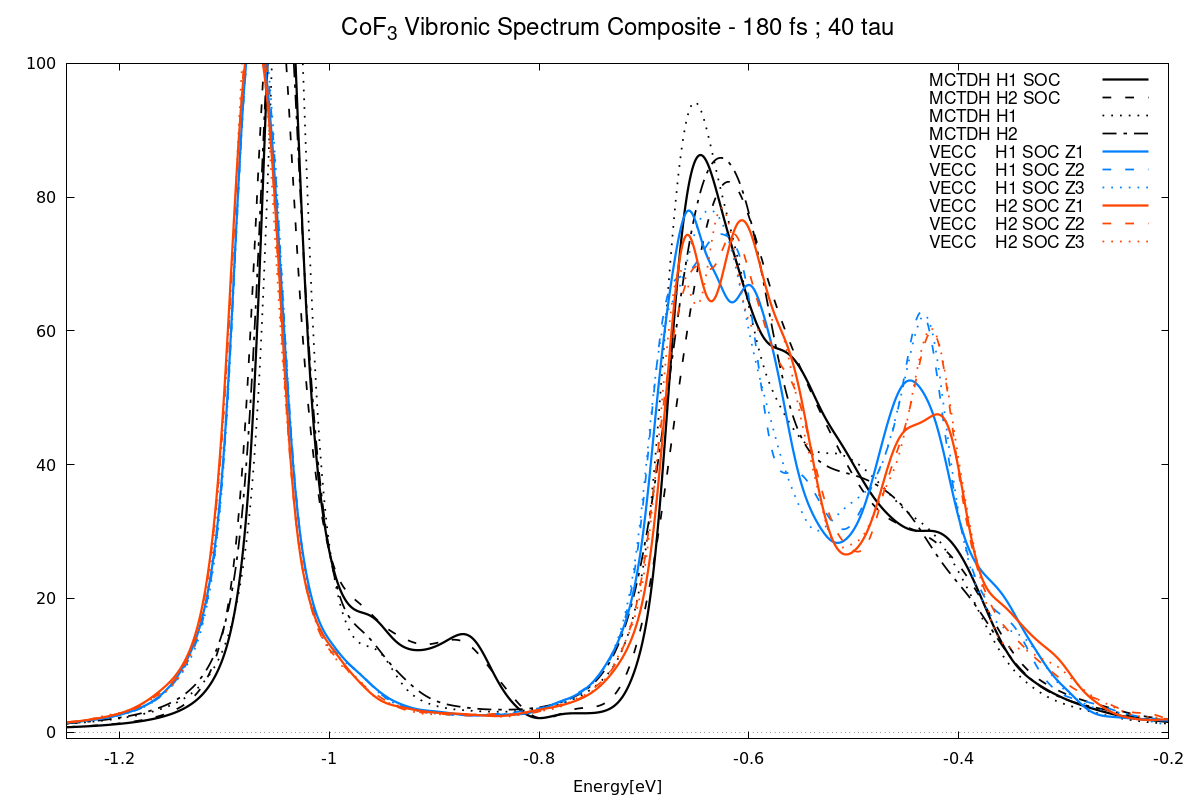 CoF3 Vibronic Spectrum Composite - 180 fs ; 40 tau
100
80
60
40
20
0
MCTDH H1 SOC
MCTDH H2 SOC
MCTDH H1
MCTDH H2
VECC H1 SOC Z1
VECC H1 SOC Z2
VECC H1 SOC Z3
VECC H2 SOC Z1
VECC H2 SOC Z2
VECC H2 SOC Z3
-1.2 -1 -0.8 -0.6 -0.4 -0.2
Energy[eV]